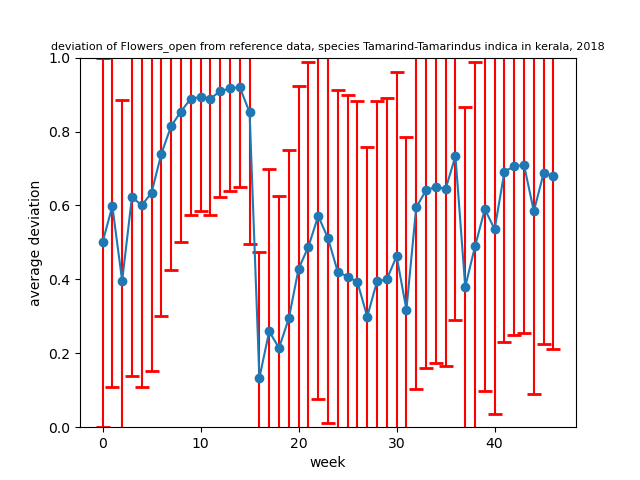 deviation of Flowers_open from reference data, species Tamarind-Tamarindus indica in kerala, 2018
1.0
0.8
0.6
0.4
0.2
0.0
average deviation
0 10 20 30 40
week